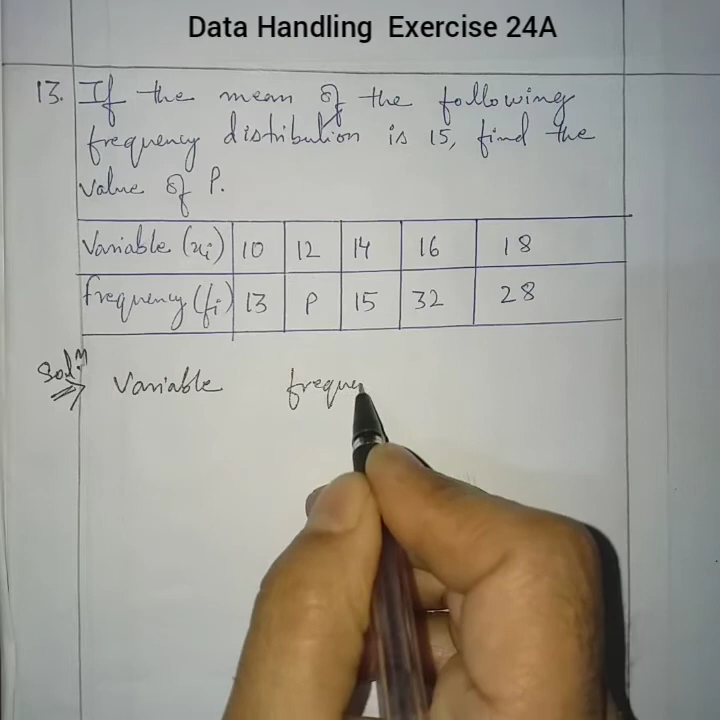 Data Handling Exercise 24A
13. If the mean of the following
frequency distribution is 15, find the
value of P.
Variable (xi) 10 12 14 16 18
frequency (fi) 13 P 15 32 28
Soln
Variable freque